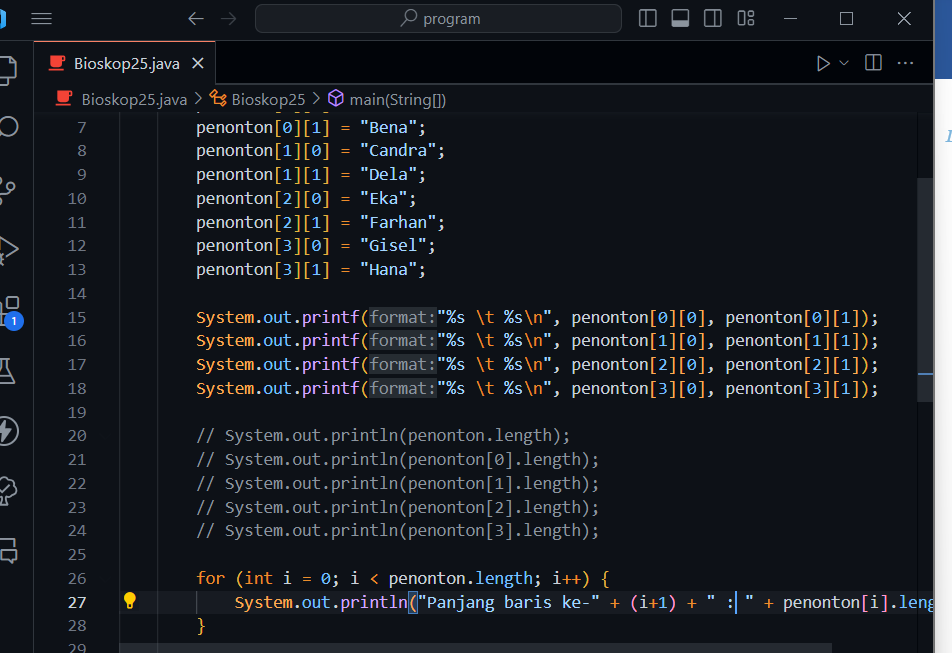 program
Bioskop25.java
Bioskop25.java > Bioskop25 > main(String[])
7 penonton[0][1] = "Bena";
8 penonton[1][0] = "Candra";
9 penonton[1][1] = "Dela";
10 penonton[2][0] = "Eka";
11 penonton[2][1] = "Farhan";
12 penonton[3][0] = "Gisel";
13 penonton[3][1] = "Hana";
14
15 System.out.printf(format:"%s \t %s\n", penonton[0][0], penonton[0][1]);
16 System.out.printf(format:"%s \t %s\n", penonton[1][0], penonton[1][1]);
17 System.out.printf(format:"%s \t %s\n", penonton[2][0], penonton[2][1]);
18 System.out.printf(format:"%s \t %s\n", penonton[3][0], penonton[3][1]);
19
20 // System.out.println(penonton.length);
21 // System.out.println(penonton[0].length);
22 // System.out.println(penonton[1].length);
23 // System.out.println(penonton[2].length);
24 // System.out.println(penonton[3].length);
25
26 for (int i = 0; i < penonton.length; i++) {
27 System.out.println("Panjang baris ke-" + (i+1) + " : " + penonton[i].leng
28 }
29
1